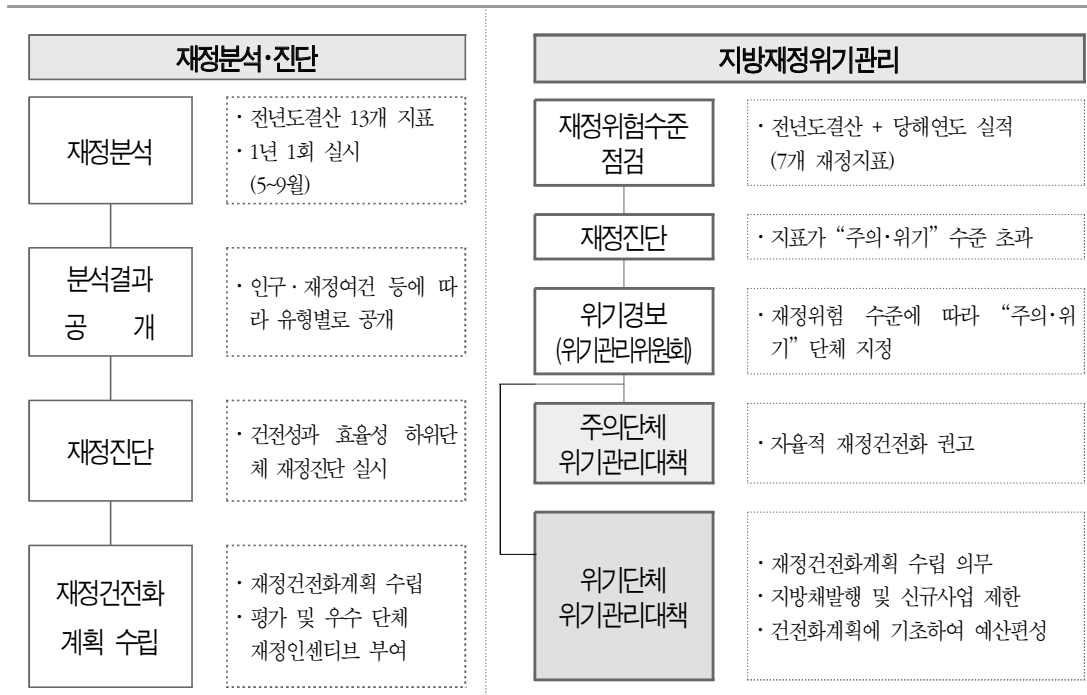 재정분석·진단
재정분석
· 전년도결산 13개 지표
· 1년 1회 실시
(5~9월)
분석결과
공 개
· 인구 · 재정여건 등에 따
라 유형별로 공개
재정진단
· 건전성과 효율성 하위단
체 재정진단 실시
재정건전화
계획 수립
· 재정건전화계획 수립
· 평가 및 우수 단체
재정인센티브 부여
지방재정위기관리
재정위험수준
점검
· 전년도결산 + 당해연도 실적
(7개 재정지표)
재정진단
· 지표가 “주의·위기” 수준 초과
위기경보
(위기관리위원회)
· 재정위험 수준에 따라 “주의·위
기” 단체 지정
주의단체
위기관리대책
· 자율적 재정건전화 권고
위기단체
위기관리대책
· 재정건전화계획 수립 의무
· 지방채발행 및 신규사업 제한
· 건전화계획에 기초하여 예산편성